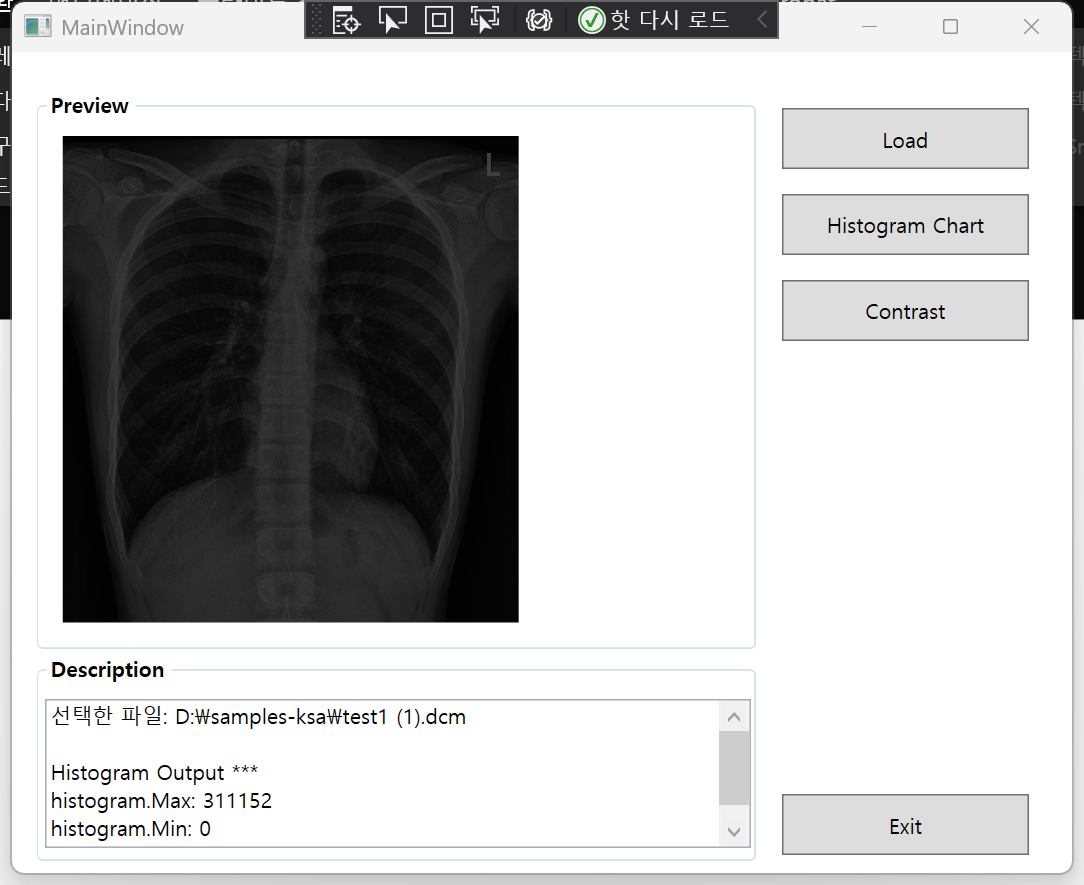 MainWindow
핫 다시 로드
Preview
L
Load
Histogram Chart
Contrast
Description
선택한 파일: D:₩samples-ksa₩test1 (1).dcm
Histogram Output ***
histogram.Max: 311152
histogram.Min: 0
Exit